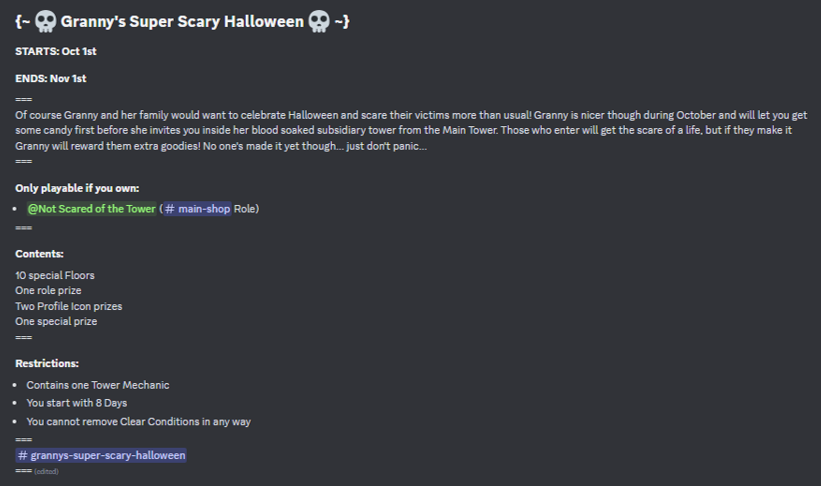 {~ 💀 Granny's Super Scary Halloween 💀 ~}
STARTS: Oct 1st
ENDS: Nov 1st
===
Of course Granny and her family would want to celebrate Halloween and scare their victims more than usual! Granny is nicer though during October and will let you get
some candy first before she invites you inside her blood soaked subsidiary tower from the Main Tower. Those who enter will get the scare of a life, but if they make it
Granny will reward them extra goodies! No one's made it yet though... just don't panic...
===
Only playable if you own:
• @Not Scared of the Tower (# main-shop Role)
===
Contents:
10 special Floors
One role prize
Two Profile Icon prizes
One special prize
===
Restrictions:
• Contains one Tower Mechanic
• You start with 8 Days
• You cannot remove Clear Conditions in any way
===
# grannys-super-scary-halloween
=== (edited)